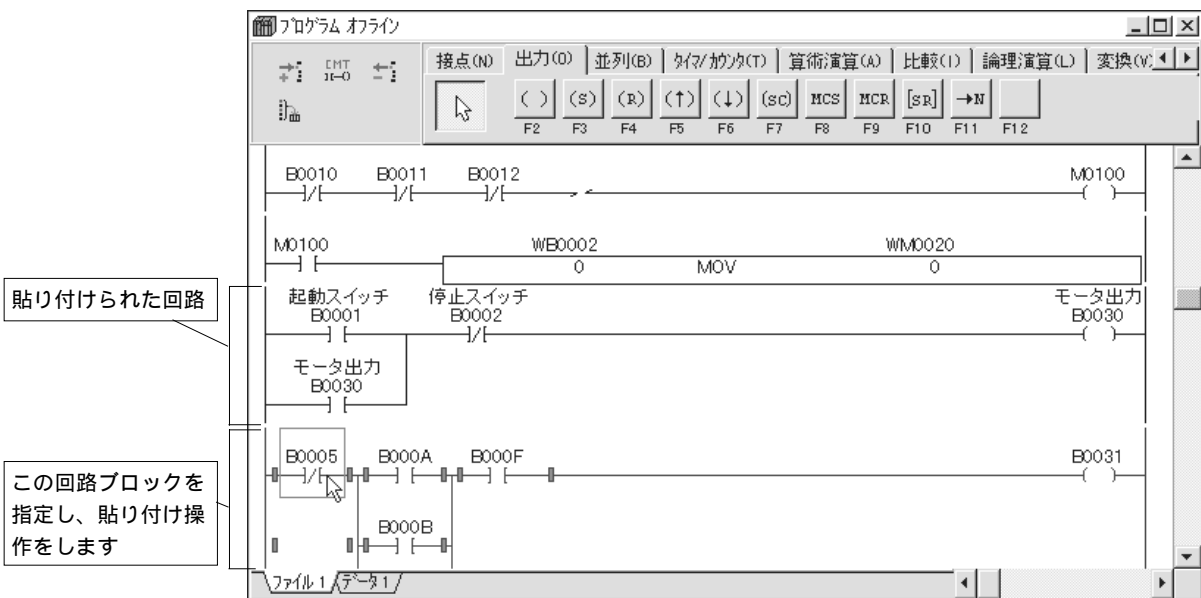 プログラム オフライン
EMT
接点(N) 出力(O) 並列(B) タイマ/カウンタ(T) 算術演算(A) 比較(I) 論理演算(L) 変換(V)
( ) (S) (R) (↑) (↓) (SC) MCS MCR [SR] →N
F2 F3 F4 F5 F6 F7 F8 F9 F10 F11 F12
B0010 B0011 B0012 M0100
M0100 WB0002 WM0020
0 MOV 0
貼り付けられた回路
起動スイッチ 停止スイッチ モータ出力
B0001 B0002 B0030
モータ出力
B0030
B0005 B000A B000F B0031
この回路ブロックを
指定し、貼り付け操
作をします
B000B
ファイル 1 データ 1